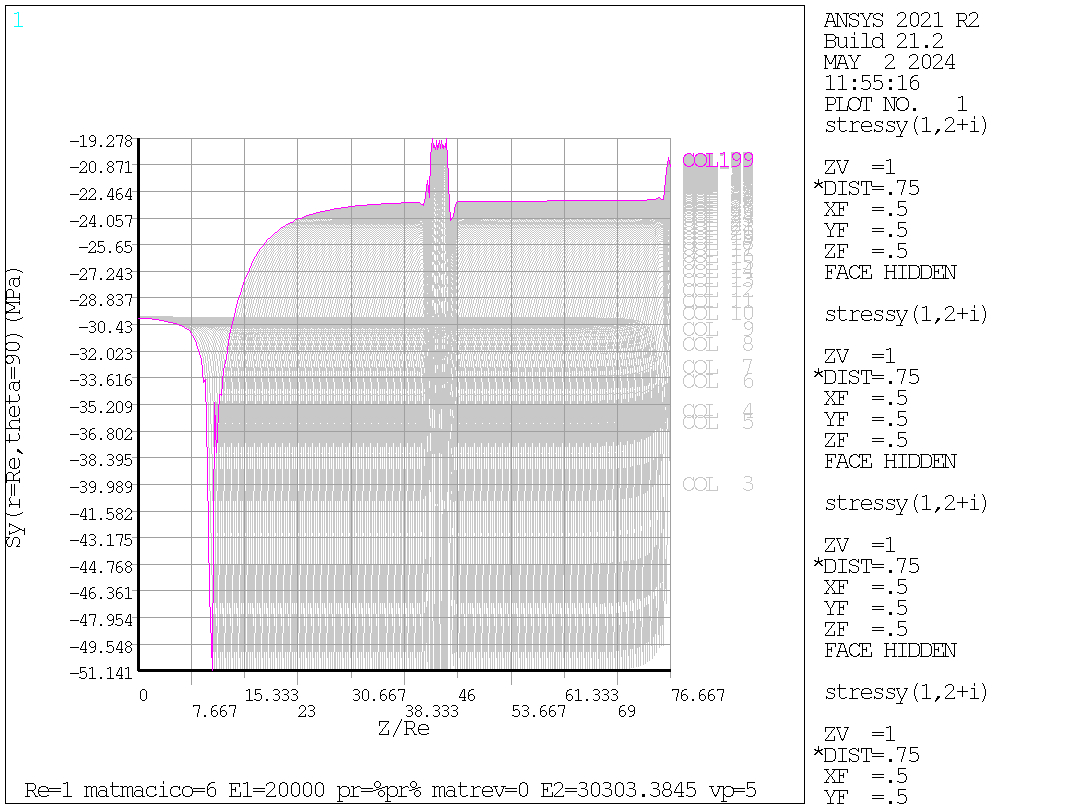 1
ANSYS 2021 R2
Build 21.2
MAY  2 2024
11:55:16
PLOT NO.   1
stressy(1,2+i)
ZV  =1
*DIST=.75
XF  =.5
YF  =.5
ZF  =.5
FACE HIDDEN
stressy(1,2+i)
ZV  =1
*DIST=.75
XF  =.5
YF  =.5
ZF  =.5
FACE HIDDEN
stressy(1,2+i)
ZV  =1
*DIST=.75
XF  =.5
YF  =.5
ZF  =.5
FACE HIDDEN
stressy(1,2+i)
ZV  =1
*DIST=.75
XF  =.5
YF  =.5
Sy(r=Re,theta=90)(MPa)
-19.278
-20.871
-22.464
-24.057
-25.65
-27.243
-28.837
-30.43
-32.023
-33.616
-35.209
-36.802
-38.395
-39.989
-41.582
-43.175
-44.768
-46.361
-47.954
-49.548
-51.141
COL199
COL 10
COL 9
COL 8
COL 7
COL 6
COL 4
COL 5
COL 3
0
15.333
30.667
46
61.333
76.667
7.667
23
38.333
53.667
69
Z/Re
Re=1 matmacico=6 E1=20000 pr=%pr% matrev=0 E2=30303.3845 vp=5